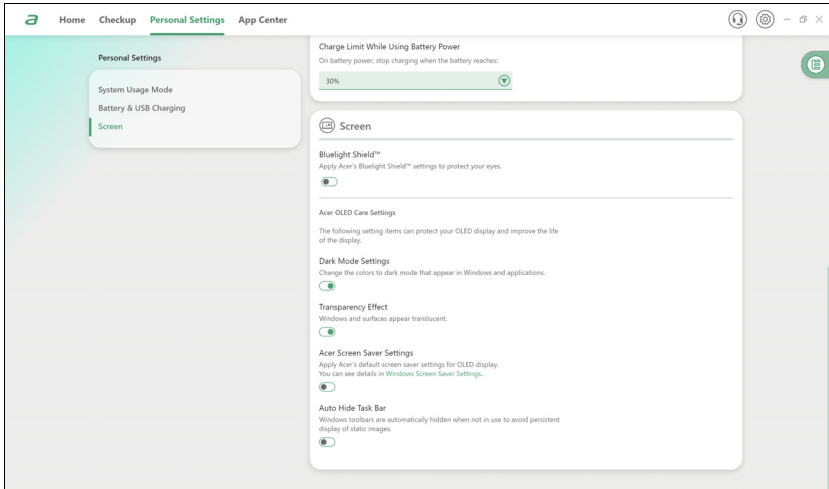 a Home Checkup Personal Settings App Center
Personal Settings
System Usage Mode
Battery & USB Charging
Screen
Charge Limit While Using Battery Power
On battery power, stop charging when the battery reaches:
30%
Screen
Bluelight Shield™
Apply Acer's Bluelight Shield™ settings to protect your eyes.
Acer OLED Care Settings
The following setting items can protect your OLED display and improve the life
of the display.
Dark Mode Settings
Change the colors to dark mode that appear in Windows and applications.
Transparency Effect
Windows and surfaces appear translucent.
Acer Screen Saver Settings
Apply Acer's default screen saver settings for OLED display.
You can see details in Windows Screen Saver Settings..
Auto Hide Task Bar
Windows toolbars are automatically hidden when not in use to avoid persistent
display of static images.